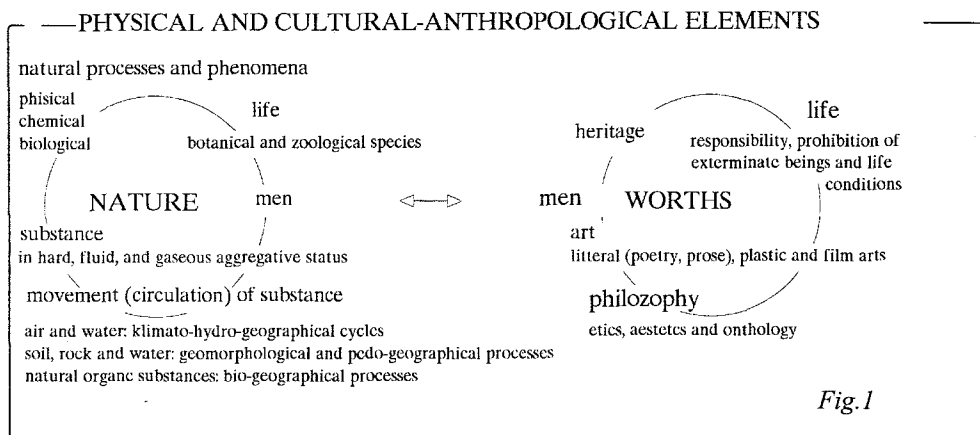 PHYSICAL AND CULTURAL-ANTHROPOLOGICAL ELEMENTS
natural processes and phenomena
phisical
chemical
biological
life
botanical and zoological species
NATURE
men
substance
in hard, fluid, and gaseous aggregative status
movement (circulation) of substance
air and water: klimato-hydro-geographical cycles
soil, rock and water: geomorphological and pedo-geographical processes
natural organc substances: bio-geographical processes
heritage
life
responsibility, prohibition of
exterminate beings and life
conditions
men
WORTHS
art
litteral (poetry, prose), plastic and film arts
philozophy
etics, aestetcs and onthology
Fig.1